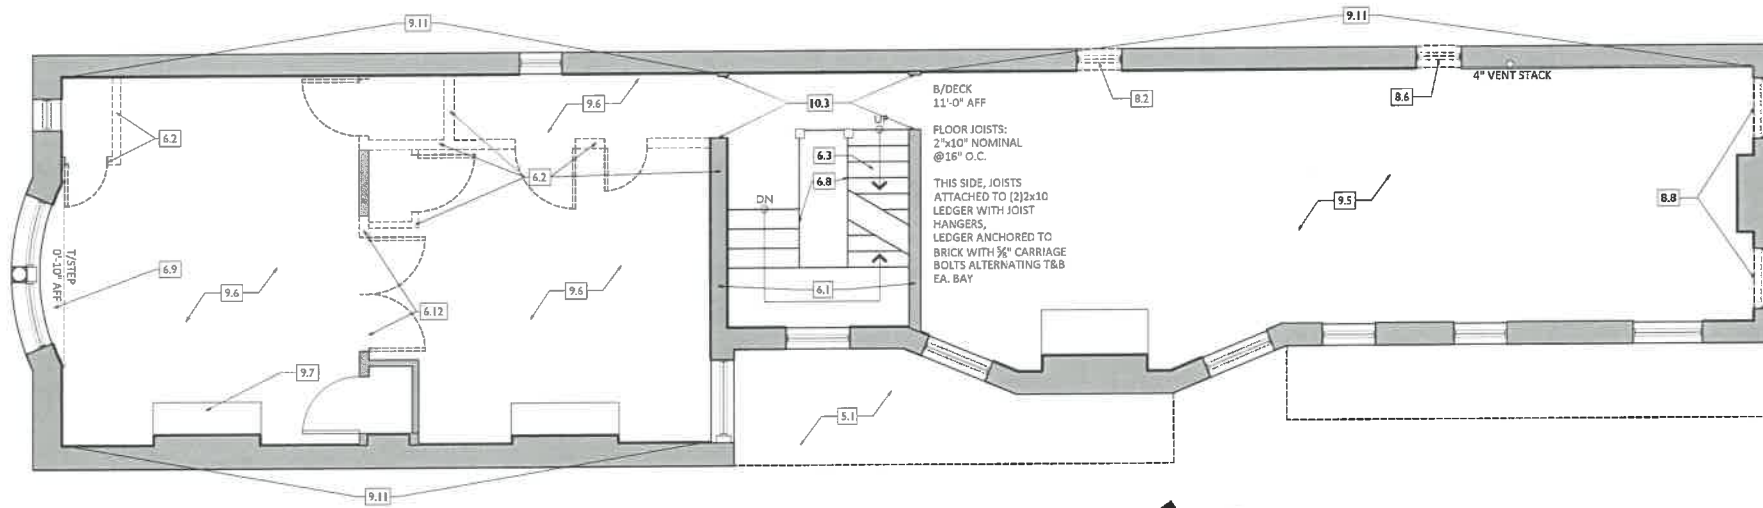 9.11
9.11
9.6
10.3
B/DECK
11'-0" AFF
8.2
8.6
4" VENT STACK
UP
FLOOR JOISTS:
2"x10" NOMINAL
@16" O.C.
6.2
6.2
6.3
6.8
DN
THIS SIDE, JOISTS
ATTACHED TO (2)2x10
LEDGER WITH JOIST
HANGERS,
LEDGER ANCHORED TO
BRICK WITH ⅝" CARRIAGE
BOLTS ALTERNATING T&B
EA. BAY
9.5
8.8
T/STEP
0'-10" AFF
6.9
9.6
9.6
6.1
6.12
9.7
5.1
9.11